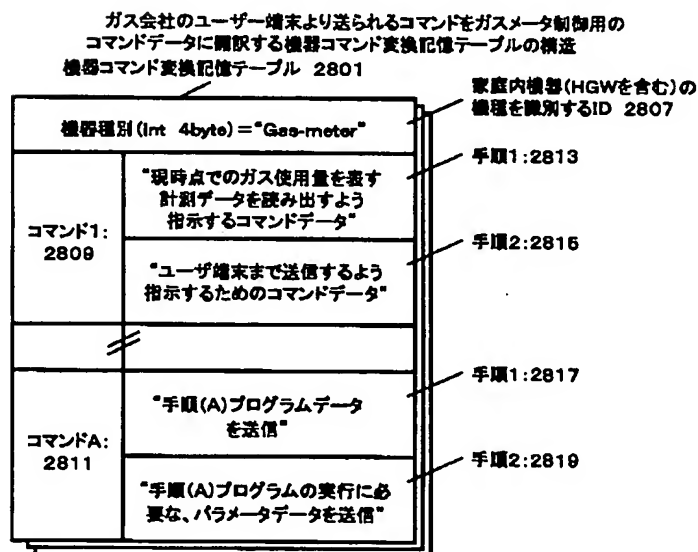 ガス会社のユーザー端末より送られるコマンドをガスメータ制御用の
コマンドデータに翻訳する機器コマンド変換記憶テーブルの構造
機器コマンド変換記憶テーブル 2801
家庭内機器(HGWを含む)の
機種を識別するID 2807
機器種別(Int 4byte)="Gas-meter"
コマンド1:
2809
"現時点でのガス使用量を表す
計測データを読み出すよう
指示するコマンドデータ"
手順1:2813
"ユーザ端末まで送信するよう
指示するためのコマンドデータ"
手順2:2815
コマンドA:
2811
"手順(A)プログラムデータ
を送信"
手順1:2817
"手順(A)プログラムの実行に必
要な、パラメータデータを送信"
手順2:2819